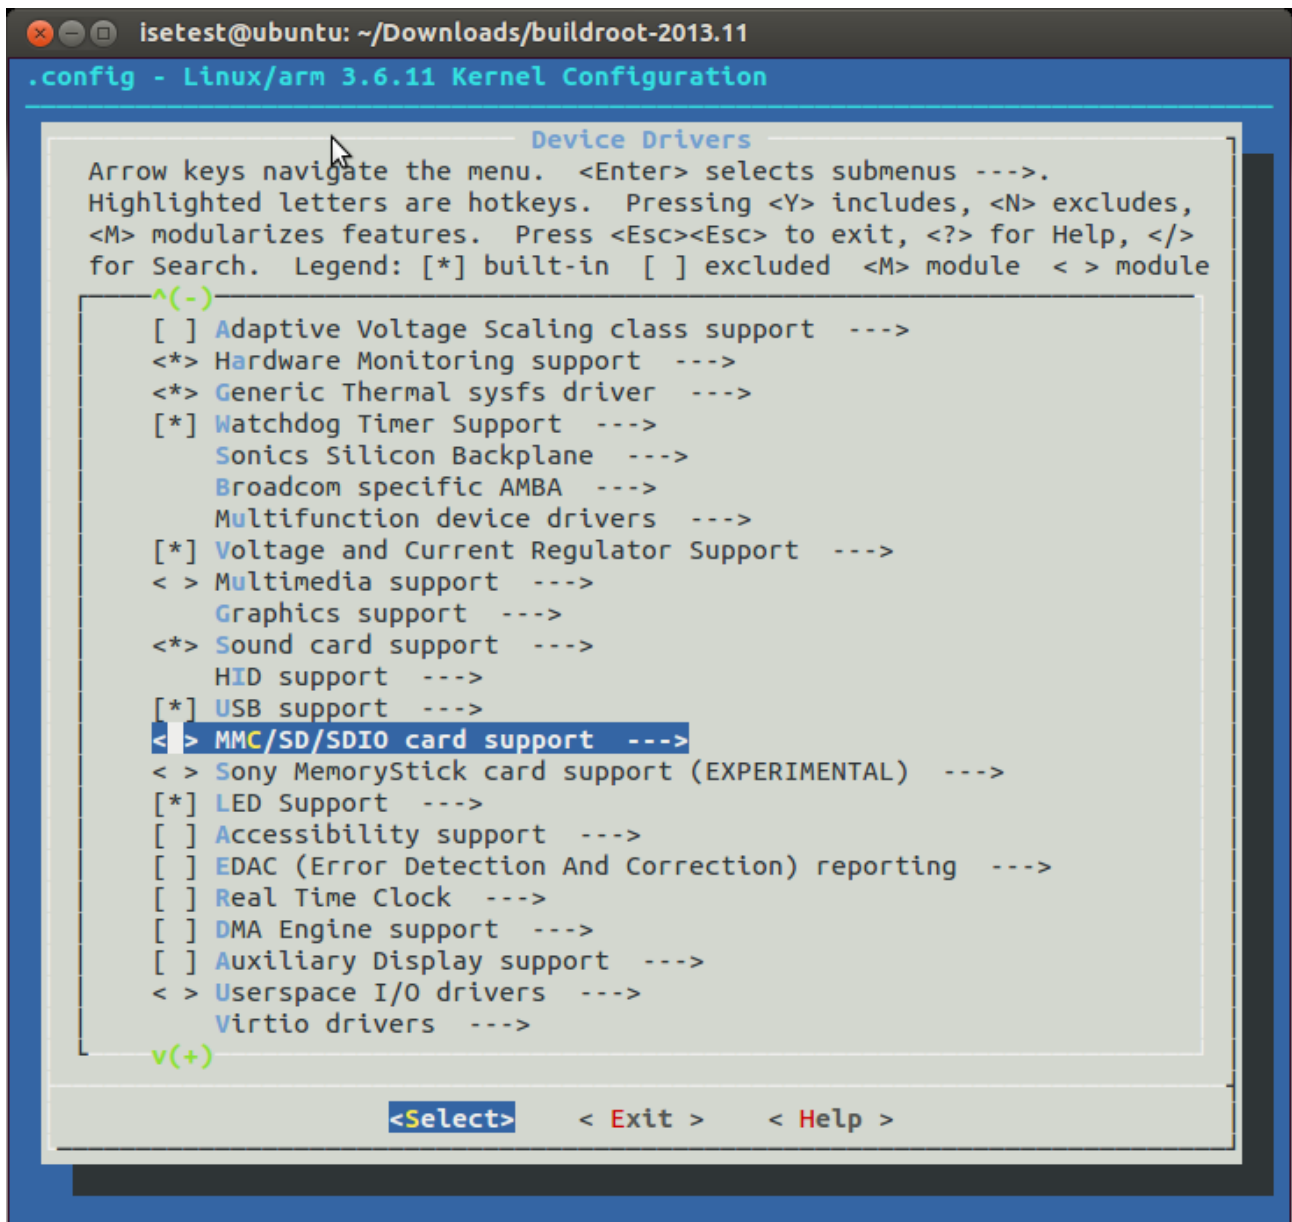 isetest@ubuntu: ~/Downloads/buildroot-2013.11
.config - Linux/arm 3.6.11 Kernel Configuration
Device Drivers
Arrow keys navigate the menu.  <Enter> selects submenus --->.
Highlighted letters are hotkeys.  Pressing <Y> includes, <N> excludes,
<M> modularizes features.  Press <Esc><Esc> to exit, <?> for Help, </>
for Search.  Legend: [*] built-in  [ ] excluded  <M> module  < > module
^(-)
[ ] Adaptive Voltage Scaling class support  --->
<*> Hardware Monitoring support  --->
<*> Generic Thermal sysfs driver  --->
[*] Watchdog Timer Support  --->
Sonics Silicon Backplane  --->
Broadcom specific AMBA  --->
Multifunction device drivers  --->
[*] Voltage and Current Regulator Support  --->
< > Multimedia support  --->
Graphics support  --->
<*> Sound card support  --->
HID support  --->
[*] USB support  --->
< > MMC/SD/SDIO card support  --->
< > Sony MemoryStick card support (EXPERIMENTAL)  --->
[*] LED Support  --->
[ ] Accessibility support  --->
[ ] EDAC (Error Detection And Correction) reporting  --->
[ ] Real Time Clock  --->
[ ] DMA Engine support  --->
[ ] Auxiliary Display support  --->
< > Userspace I/O drivers  --->
Virtio drivers  --->
v(+)
<Select>    < Exit >    < Help >